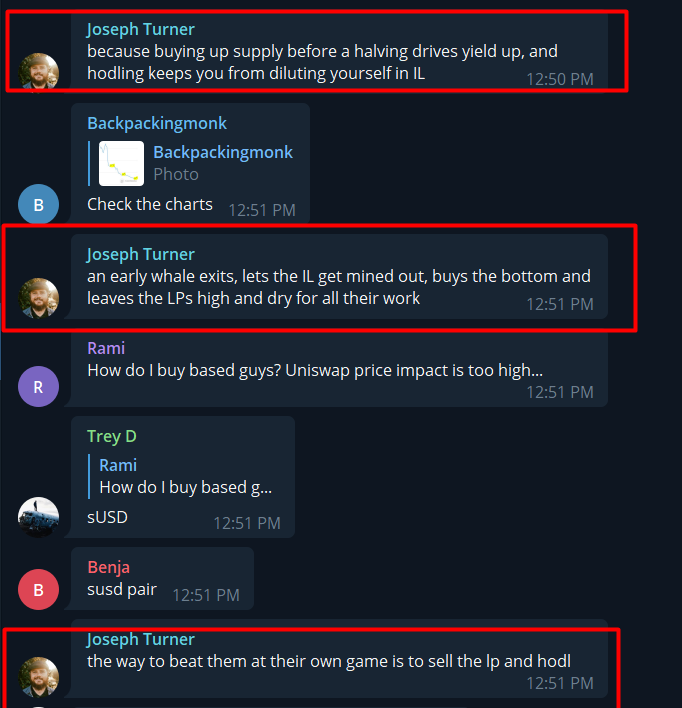 Joseph Turner
because buying up supply before a halving drives yield up, and
hodling keeps you from diluting yourself in IL
12:50 PM
Backpackingmonk
Backpackingmonk
Photo
B
Check the charts 12:51 PM
Joseph Turner
an early whale exits, lets the IL get mined out, buys the bottom and
leaves the LPs high and dry for all their work
12:51 PM
Rami
How do I buy based guys? Uniswap price impact is too high...
R
12:51 PM
Trey D
Rami
How do I buy based g...
sUSD 12:51 PM
Benja
B
susd pair 12:51 PM
Joseph Turner
the way to beat them at their own game is to sell the lp and hodl
12:51 PM